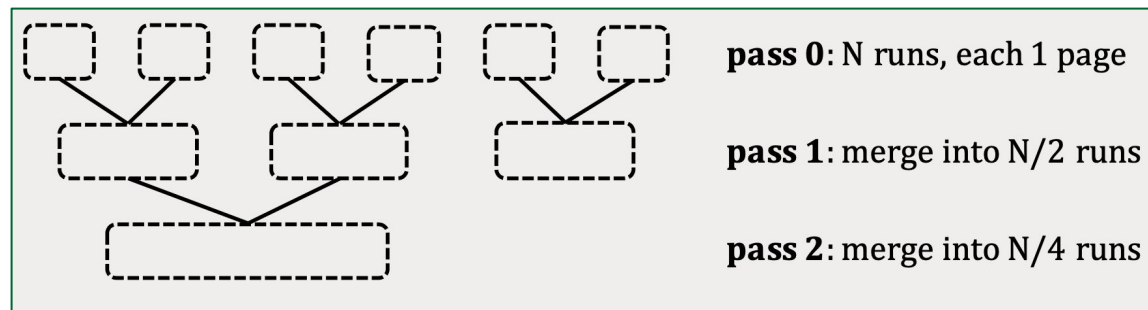 pass 0: N runs, each 1 page
pass 1: merge into N/2 runs
pass 2: merge into N/4 runs